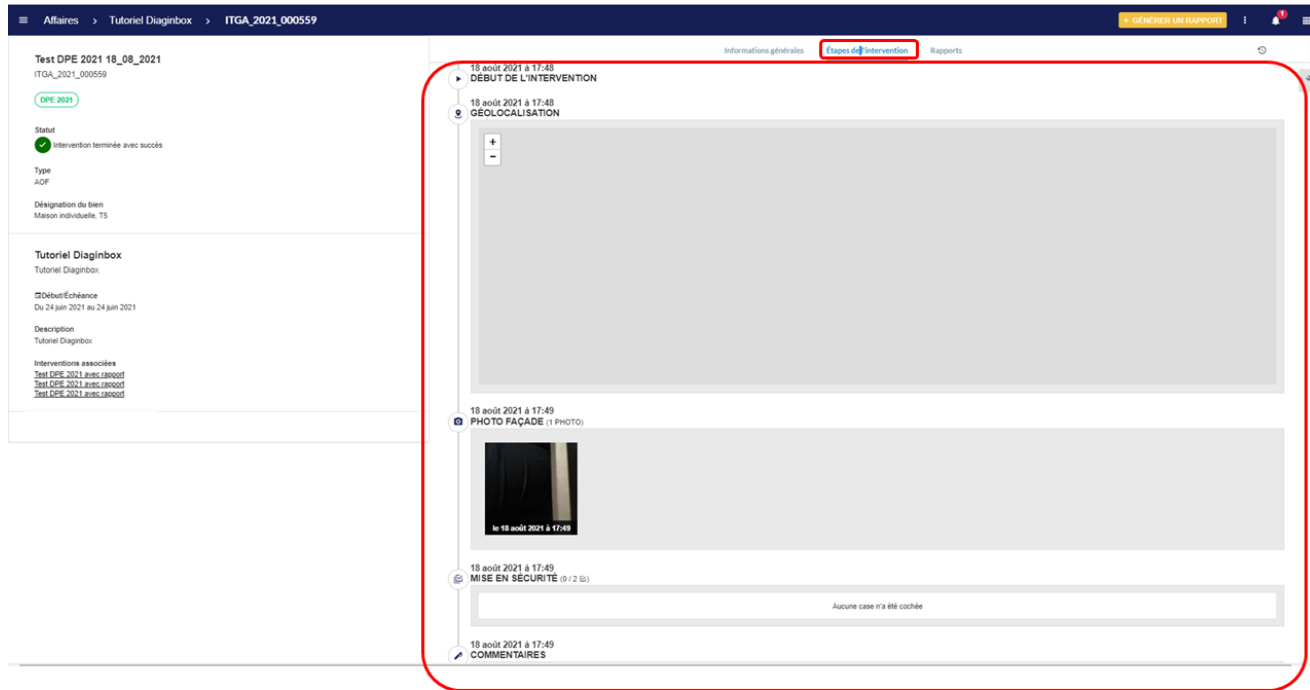 Affaires > Tutoriel Diaginbox > ITGA_2021_000559
+ GÉNÉRER UN RAPPORT
1
Test DPE 2021 18_08_2021
ITGA_2021_000559
DPE 2021
Statut
Intervention terminée avec succès
Type
AOF
Désignation du bien
Maison individuelle, T5
Tutoriel Diaginbox
Tutoriel Diaginbox
Début/Échéance
Du 24 juin 2021 au 24 juin 2021
Description
Tutoriel Diaginbox
Interventions associées
Test DPE 2021 avec rapport
Test DPE 2021 avec rapport
Test DPE 2021 avec rapport
Informations générales Étapes de l'intervention Rapports
18 août 2021 à 17:48
DÉBUT DE L'INTERVENTION
18 août 2021 à 17:48
GÉOLOCALISATION
+
−
18 août 2021 à 17:49
PHOTO FAÇADE (1 PHOTO)
le 18 août 2021 à 17:49
18 août 2021 à 17:49
MISE EN SÉCURITÉ (0 / 2)
Aucune case n'a été cochée
18 août 2021 à 17:49
COMMENTAIRES